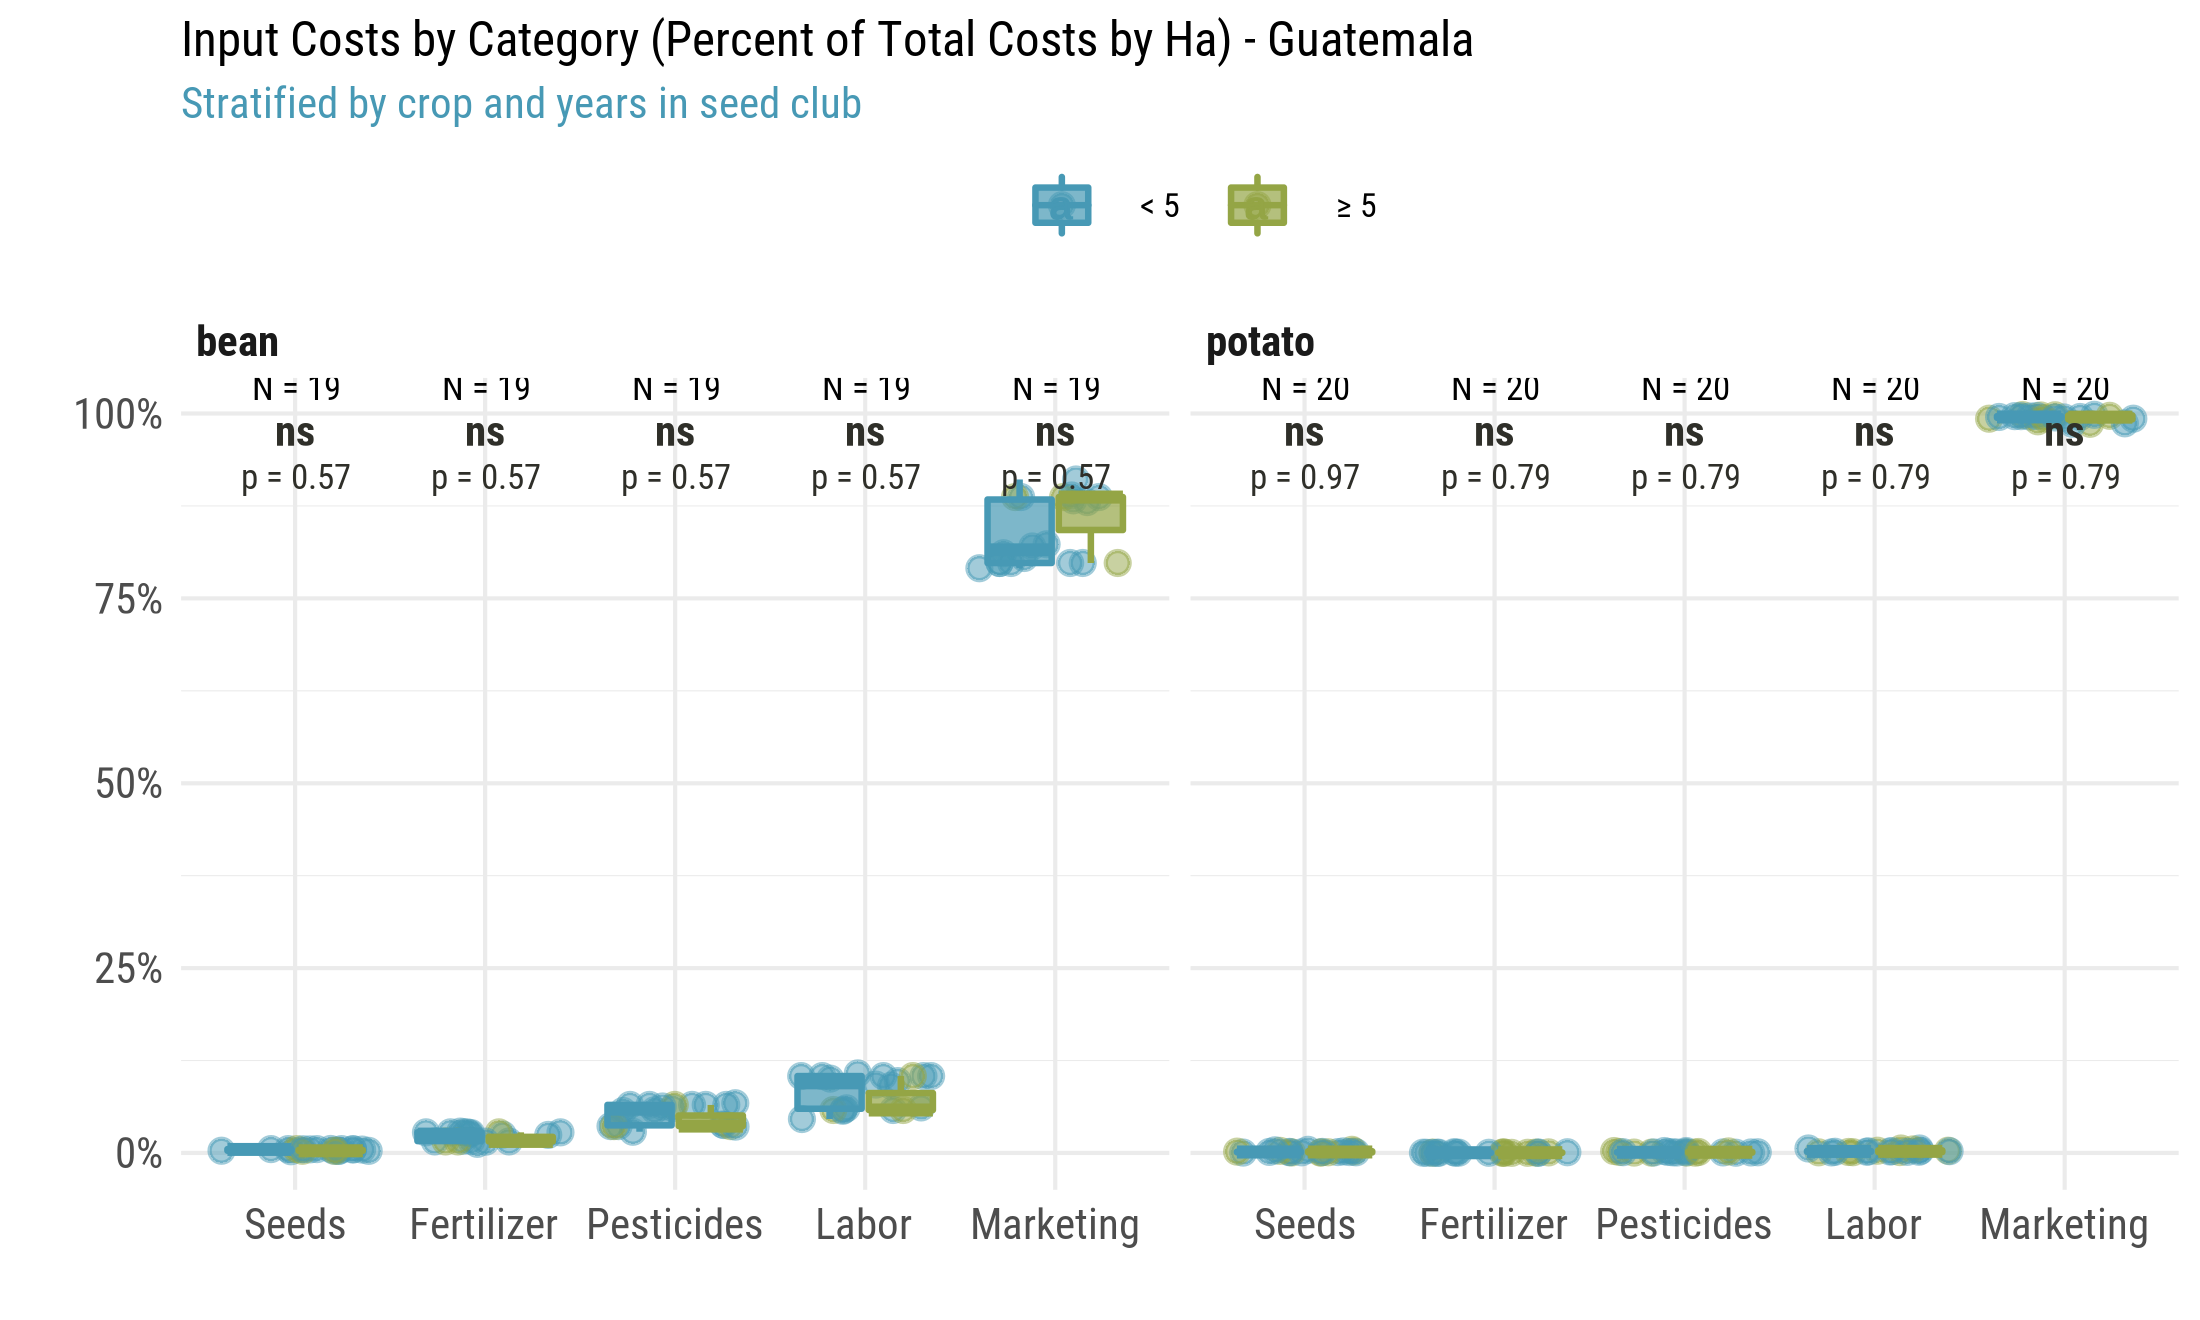 Input Costs by Category (Percent of Total Costs by Ha) - Guatemala
Stratified by crop and years in seed club
< 5 ≥ 5
bean potato
N = 19 N = 19 N = 19 N = 19 N = 19 N = 20 N = 20 N = 20 N = 20 N = 20
100%
ns ns ns ns ns ns ns ns ns ns
p = 0.57 p = 0.57 p = 0.57 p = 0.57 p = 0.57 p = 0.97 p = 0.79 p = 0.79 p = 0.79 p = 0.79
75%
50%
25%
0%
Seeds Fertilizer Pesticides Labor Marketing Seeds Fertilizer Pesticides Labor Marketing